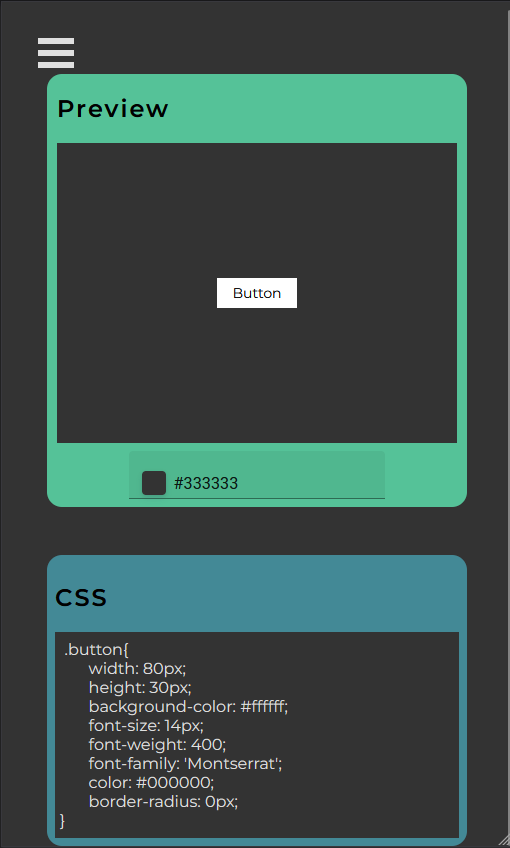 Preview
Button
#333333
CSS
.button{
width: 80px;
height: 30px;
background-color: #ffffff;
font-size: 14px;
font-weight: 400;
font-family: 'Montserrat';
color: #000000;
border-radius: 0px;
}